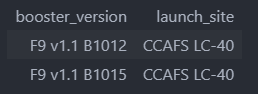 booster_version launch_site
F9 v1.1 B1012 CCAFS LC-40
F9 v1.1 B1015 CCAFS LC-40